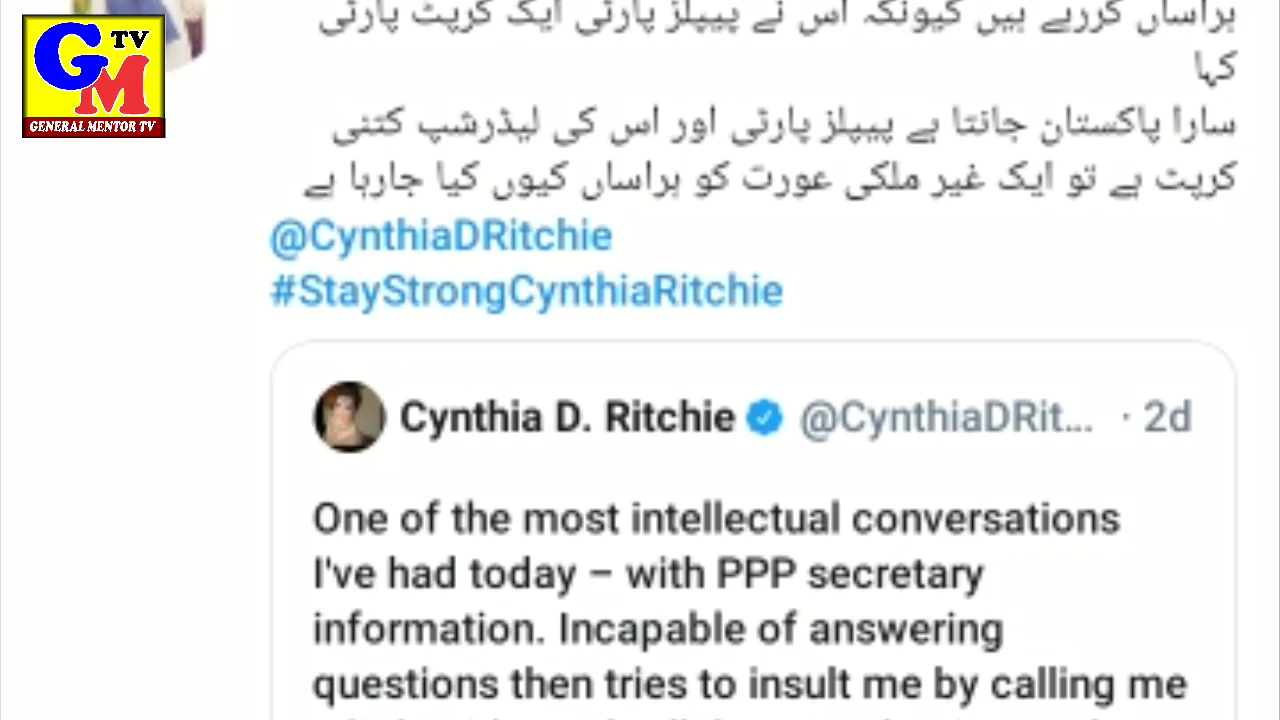 GM TV
GENERAL MENTOR TV
ہراساں کررہے ہیں کیونکہ اس نے پیپلز پارٹی ایک کرپٹ پارٹی
کہا
سارا پاکستان جانتا ہے پیپلز پارٹی اور اس کی لیڈرشپ کتنی
کرپٹ ہے تو ایک غیر ملکی عورت کو ہراساں کیوں کیا جارہا ہے
@CynthiaDRitchie
#StayStrongCynthiaRitchie
Cynthia D. Ritchie @CynthiaDRit... · 2d
One of the most intellectual conversations
I've had today – with PPP secretary
information. Incapable of answering
questions then tries to insult me by calling me